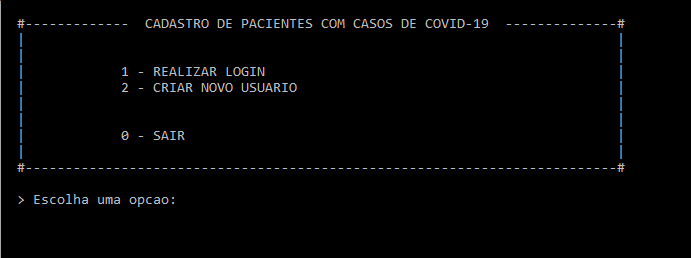 #-------------  CADASTRO DE PACIENTES COM CASOS DE COVID-19  --------------#
|                                                                          |
|                                                                          |
|            1 - REALIZAR LOGIN                                            |
|            2 - CRIAR NOVO USUARIO                                        |
|                                                                          |
|                                                                          |
|            0 - SAIR                                                      |
|                                                                          |
#--------------------------------------------------------------------------#
> Escolha uma opcao: